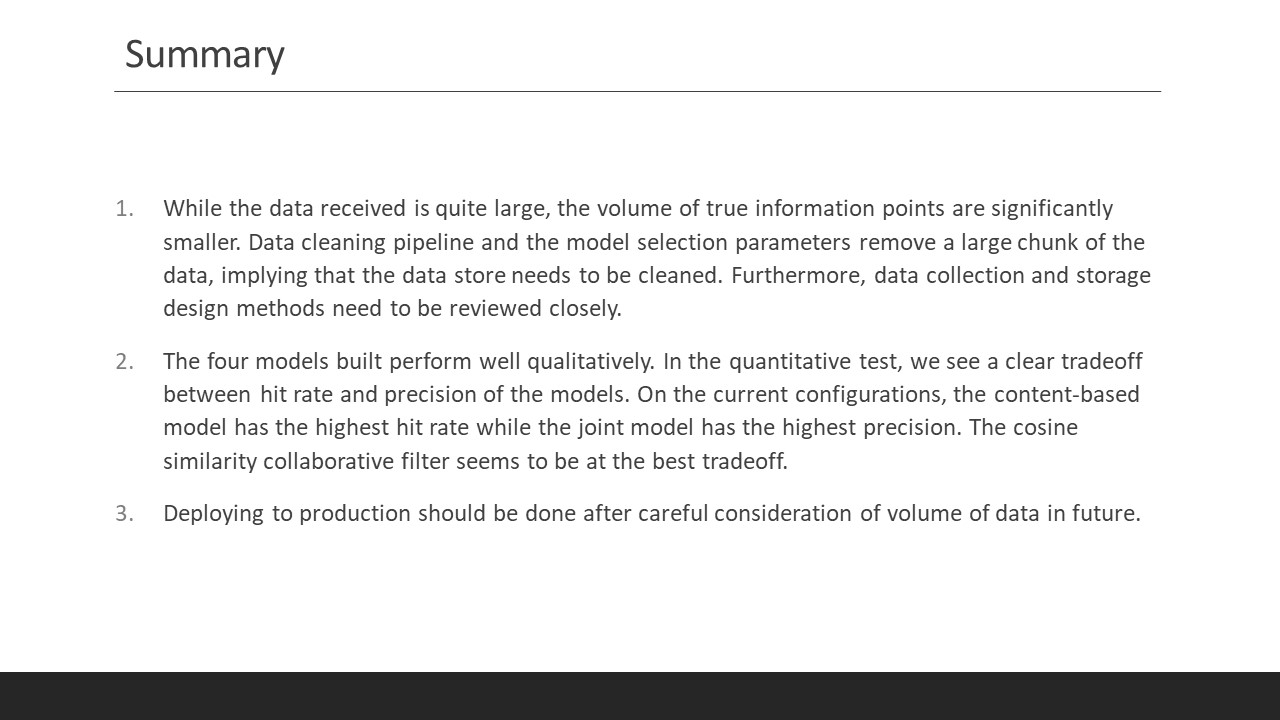 Summary
1. While the data received is quite large, the volume of true information points are significantly
smaller. Data cleaning pipeline and the model selection parameters remove a large chunk of the
data, implying that the data store needs to be cleaned. Furthermore, data collection and storage
design methods need to be reviewed closely.
2. The four models built perform well qualitatively. In the quantitative test, we see a clear tradeoff
between hit rate and precision of the models. On the current configurations, the content-based
model has the highest hit rate while the joint model has the highest precision. The cosine
similarity collaborative filter seems to be at the best tradeoff.
3. Deploying to production should be done after careful consideration of volume of data in future.